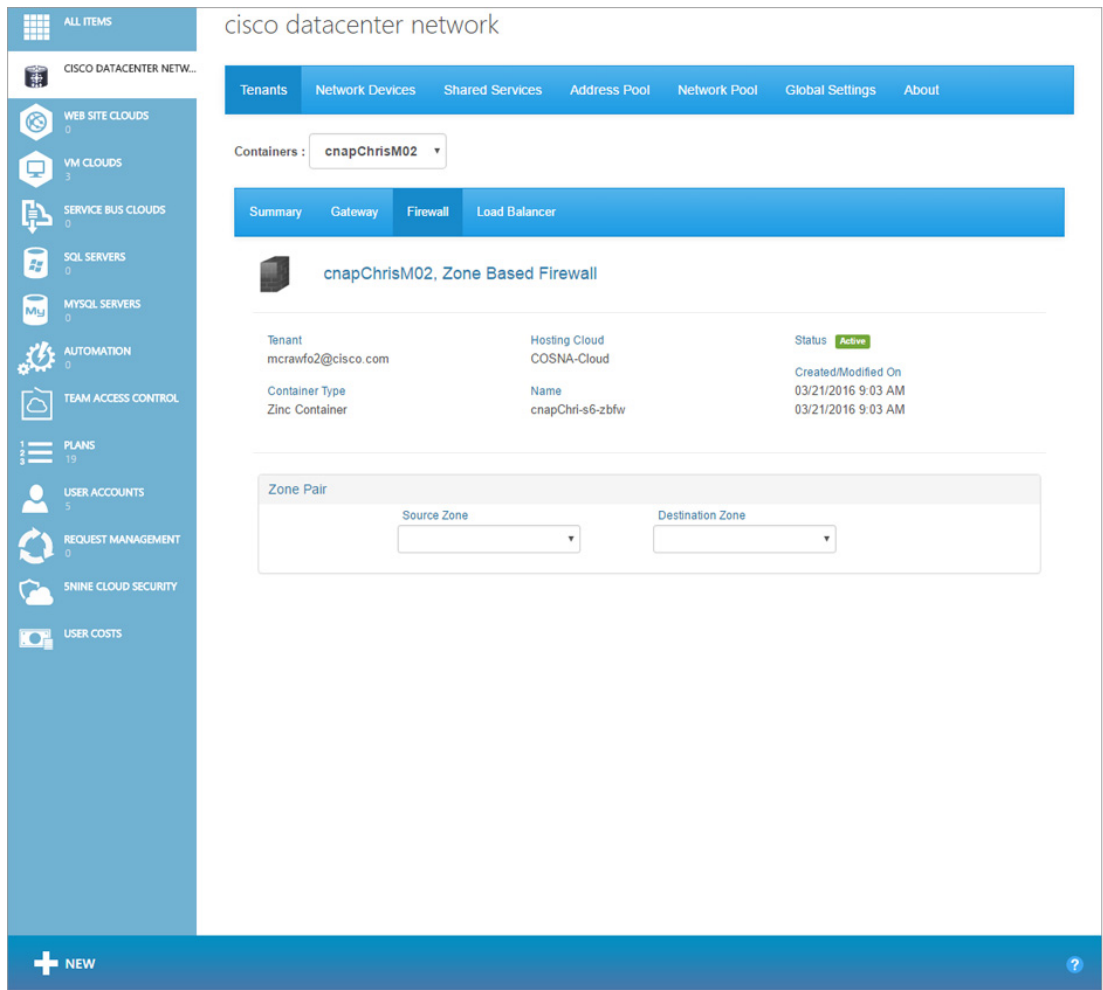 ALL ITEMS
CISCO DATACENTER NETW...
WEB SITE CLOUDS
0
VM CLOUDS
3
SERVICE BUS CLOUDS
0
SQL SERVERS
0
My
MYSQL SERVERS
0
AUTOMATION
0
TEAM ACCESS CONTROL
1
2
3
PLANS
19
USER ACCOUNTS
5
REQUEST MANAGEMENT
0
5NINE CLOUD SECURITY
USER COSTS
cisco datacenter network
Tenants Network Devices Shared Services Address Pool Network Pool Global Settings About
Containers : cnapChrisM02
Summary Gateway Firewall Load Balancer
cnapChrisM02, Zone Based Firewall
Tenant
mcrawfo2@cisco.com
Container Type
Zinc Container
Hosting Cloud
COSNA-Cloud
Name
cnapChri-s6-zbfw
Status Active
Created/Modified On
03/21/2016 9:03 AM
03/21/2016 9:03 AM
Zone Pair
Source Zone Destination Zone
NEW ?